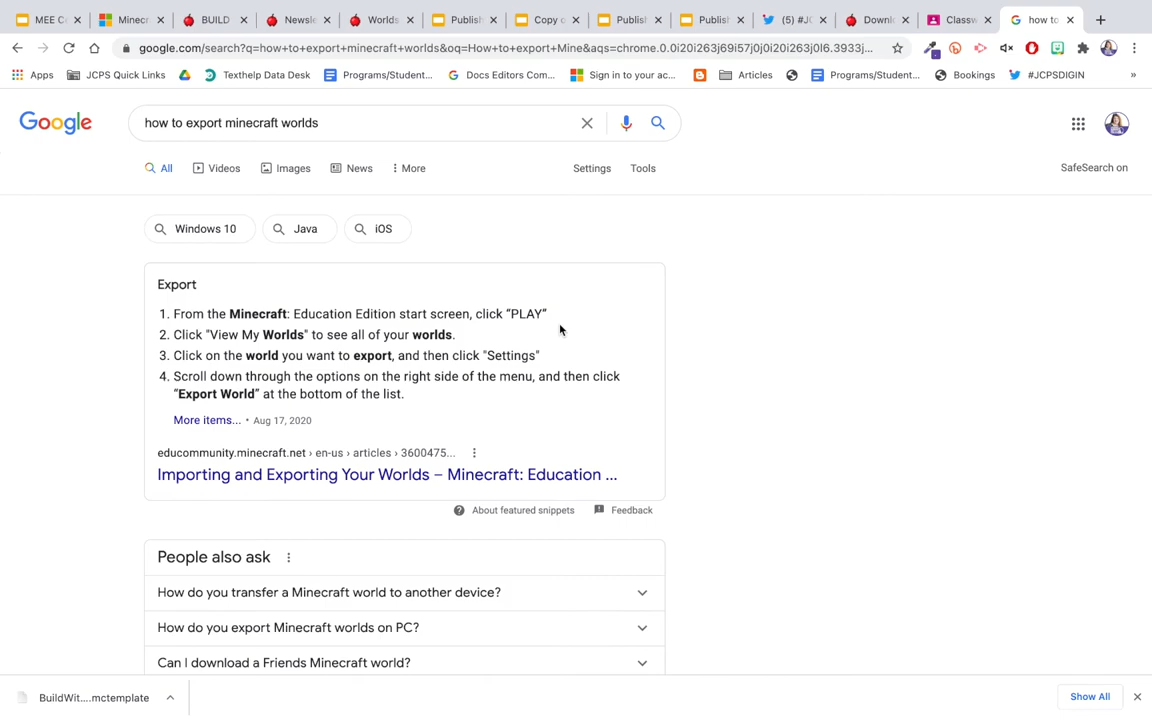 MEE Ce
Minecr
BUILD
Newsle
Worlds
Publish
Copy o
Publish
Publish
(5) #JC
Downlo
Classw
how to
google.com/search?q=how+to+export+minecraft+worlds&oq=How+to+export+Mine&aqs=chrome.0.0i20i263j69i57j0j0i20i263j0l6.3933j...
Apps
JCPS Quick Links
Texthelp Data Desk
Programs/Student...
Docs Editors Com...
Sign in to your ac...
Articles
Programs/Student...
Bookings
#JCPSDIGIN
»
Google
how to export minecraft worlds
All
Videos
Images
News
More
Settings
Tools
SafeSearch on
Windows 10
Java
iOS
Export
1. From the Minecraft: Education Edition start screen, click “PLAY”
2. Click "View My Worlds" to see all of your worlds.
3. Click on the world you want to export, and then click "Settings"
4. Scroll down through the options on the right side of the menu, and then click
“Export World” at the bottom of the list.
More items... • Aug 17, 2020
educommunity.minecraft.net › en-us › articles › 3600475...
Importing and Exporting Your Worlds – Minecraft: Education ...
About featured snippets
Feedback
People also ask
How do you transfer a Minecraft world to another device?
How do you export Minecraft worlds on PC?
Can I download a Friends Minecraft world?
BuildWit....mctemplate
Show All